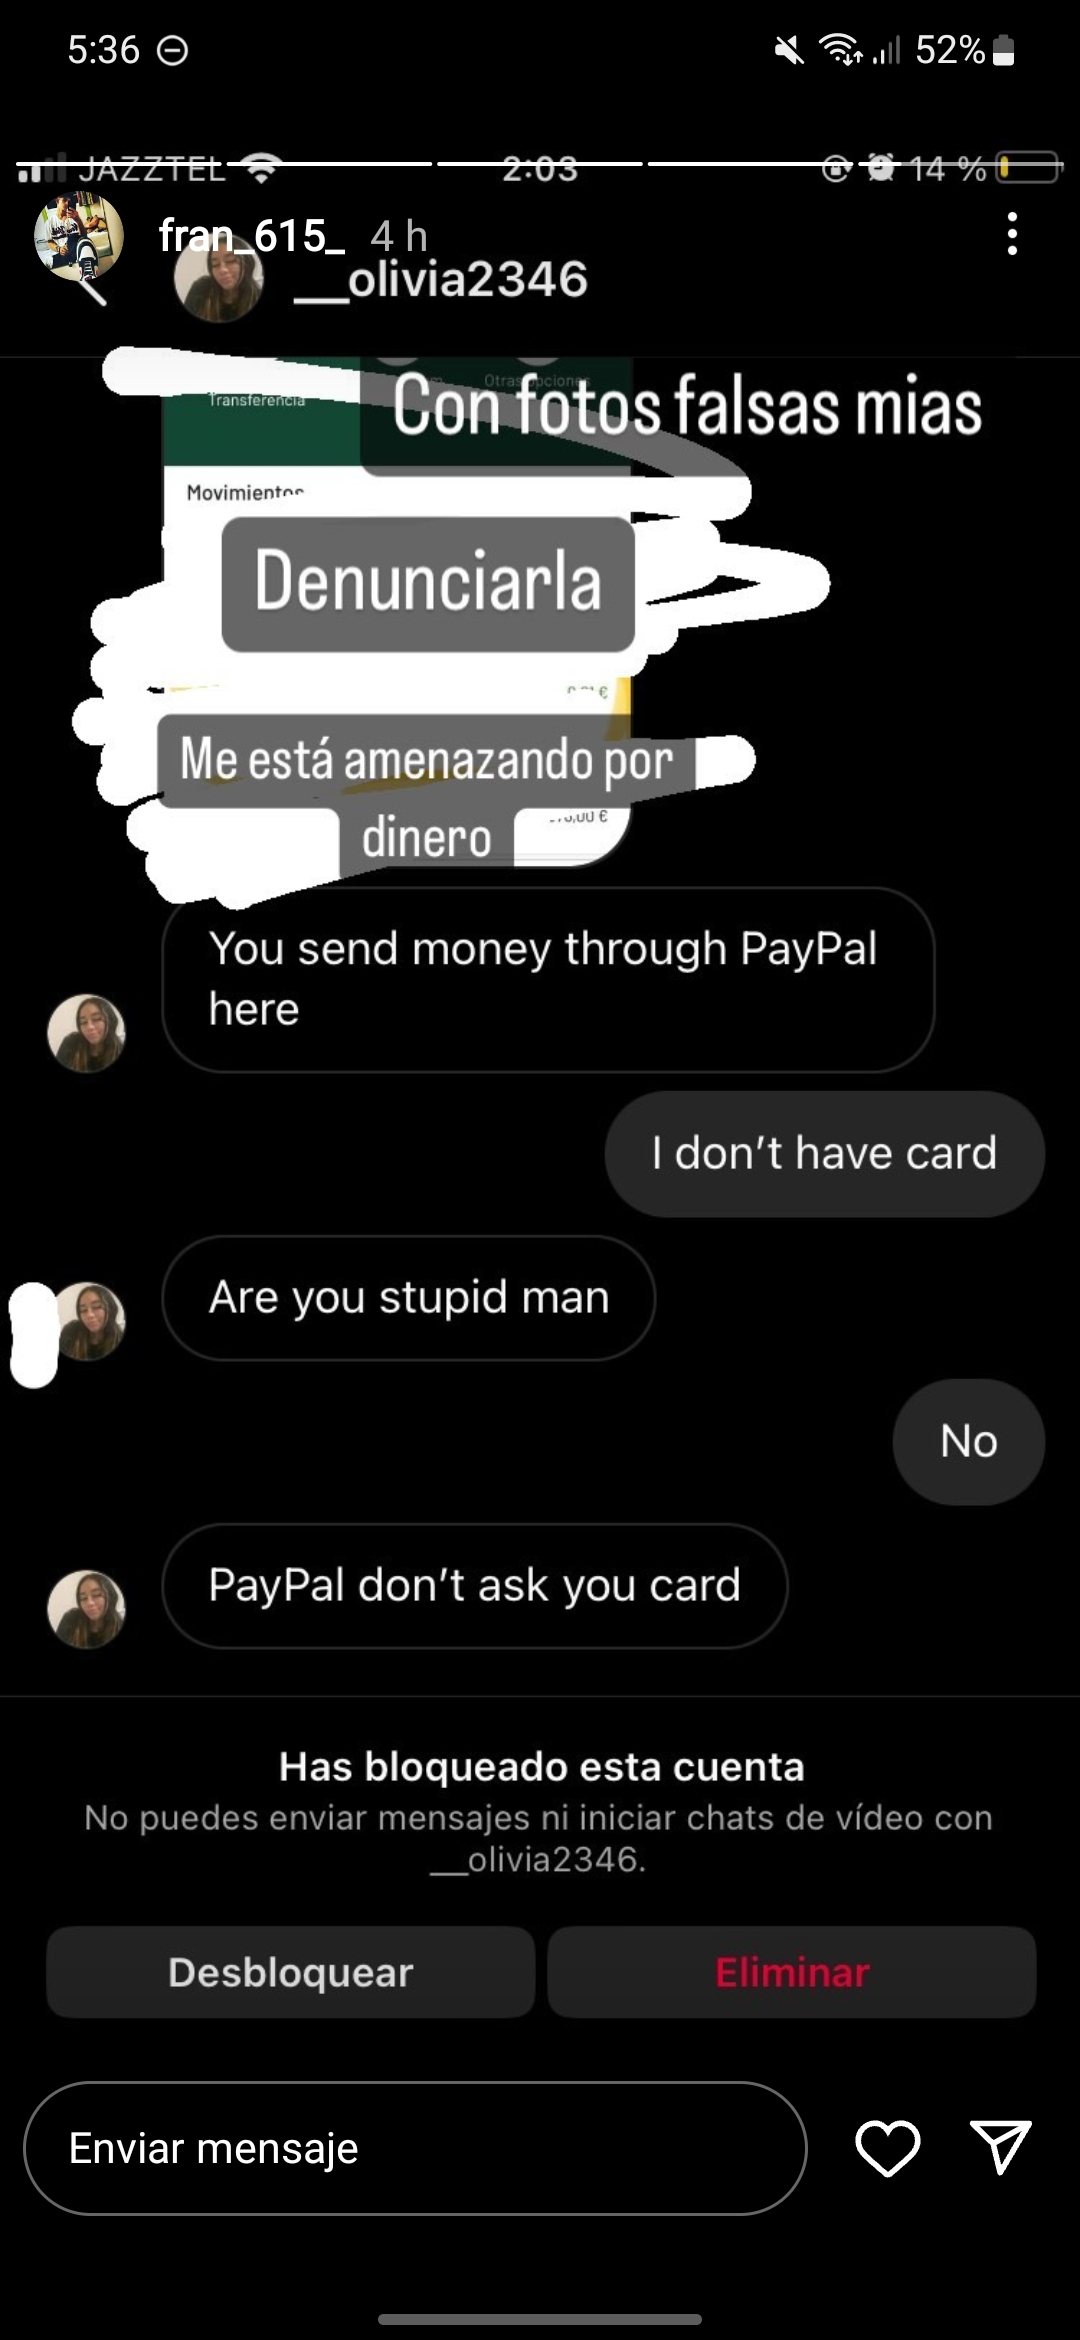 5:36
52%
JAZZTEL
2:03
14 %
fran_615_ 4 h
__olivia2346
Transferencia
Otras opciones
Con fotos falsas mias
Movimientos
Denunciarla
Me está amenazando por
dinero
You send money through PayPal
here
I don't have card
Are you stupid man
No
PayPal don't ask you card
Has bloqueado esta cuenta
No puedes enviar mensajes ni iniciar chats de vídeo con
__olivia2346.
Desbloquear
Eliminar
Enviar mensaje